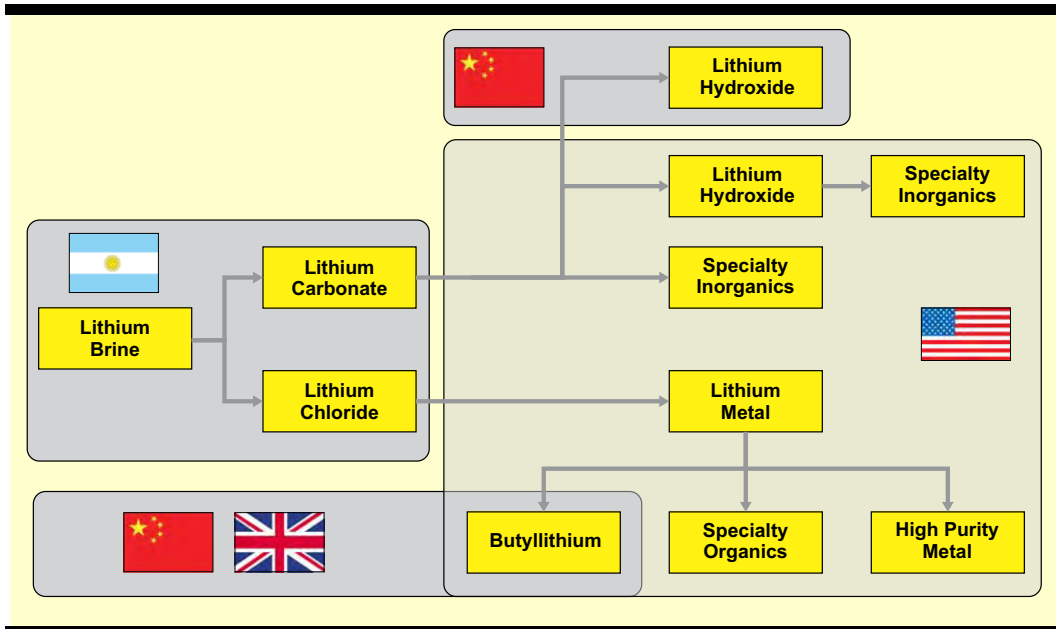 Lithium
Hydroxide
Lithium
Hydroxide
Specialty
Inorganics
Lithium
Carbonate
Specialty
Inorganics
Lithium
Brine
Lithium
Chloride
Lithium
Metal
Butyllithium
Specialty
Organics
High Purity
Metal